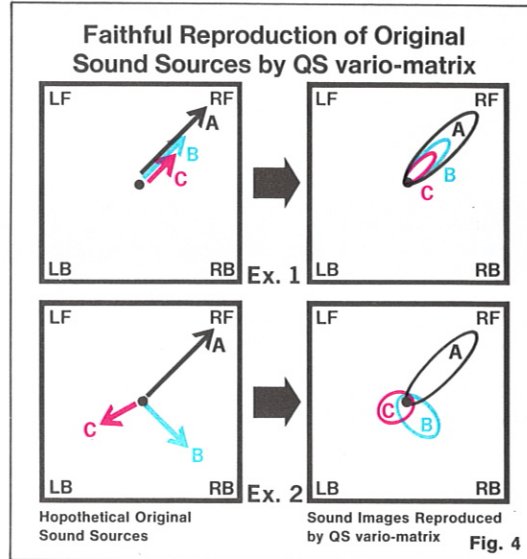 Faithful Reproduction of Original
Sound Sources by QS vario-matrix
LF RF
A
B
C
LB RB
LF RF
A
B
C
LB RB
Ex. 1
LF RF
A
C
B
LB RB
LF RF
A
C
B
LB RB
Ex. 2
Hopothetical Original
Sound Sources
Sound Images Reproduced
by QS vario-matrix
Fig. 4